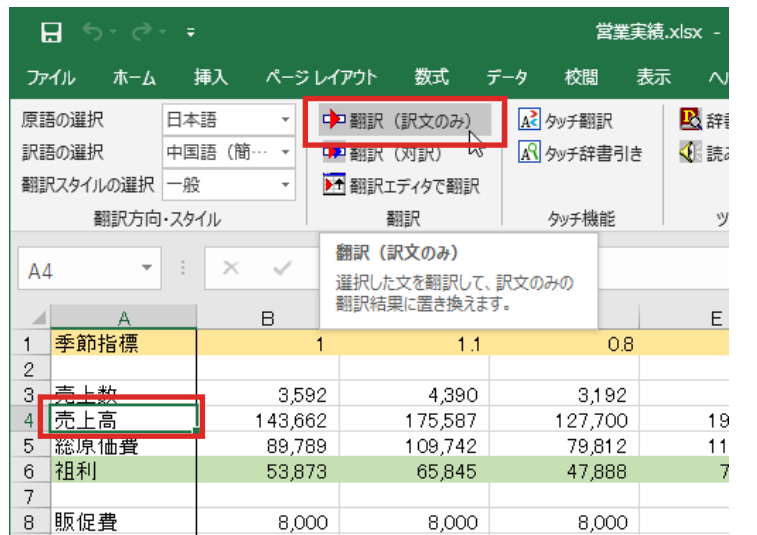 営業実績.xlsx -
ファイル ホーム 挿入 ページ レイアウト 数式 データ 校閲 表示
原語の選択 日本語 翻訳（訳文のみ） タッチ翻訳
訳語の選択 中国語（簡… 翻訳（対訳） タッチ辞書引き
翻訳スタイルの選択 一般 翻訳エディタで翻訳
翻訳方向・スタイル 翻訳 タッチ機能
翻訳（訳文のみ）
選択した文を翻訳して、訳文のみの
翻訳結果に置き換えます。
A4
A B E
1 季節指標 1 1.1 0.8
2
3 売上数 3,592 4,390 3,192
4 売上高 143,662 175,587 127,700 19
5 総原価費 89,789 109,742 79,812 11
6 祖利 53,873 65,845 47,888 7
7
8 販促費 8,000 8,000 8,000